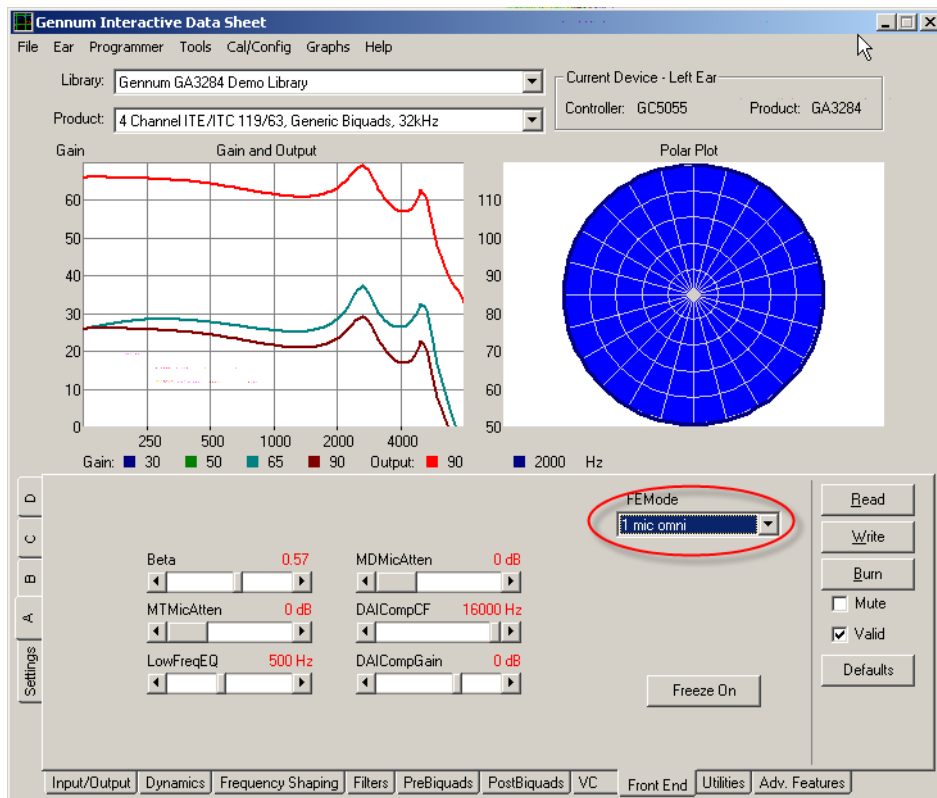 Gennum Interactive Data Sheet
File Ear Programmer Tools Cal/Config Graphs Help
Library: Gennum GA3284 Demo Library
Product: 4 Channel ITE/ITC 119/63, Generic Biquads, 32kHz
Current Device - Left Ear
Controller: GC5055 Product: GA3284
Gain Gain and Output Polar Plot
60
50
40
30
20
10
0
110
100
90
80
70
60
50
250 500 1000 2000 4000
Gain: 30 50 65 90 Output: 90 2000 Hz
D
C
B
A
Settings
FEMode
1 mic omni
Beta 0.57
MDMicAtten 0 dB
MTMicAtten 0 dB
DAICompCF 16000 Hz
LowFreqEQ 500 Hz
DAICompGain 0 dB
Freeze On
Read
Write
Burn
Mute
Valid
Defaults
Input/Output Dynamics Frequency Shaping Filters PreBiquads PostBiquads VC Front End Utilities Adv. Features